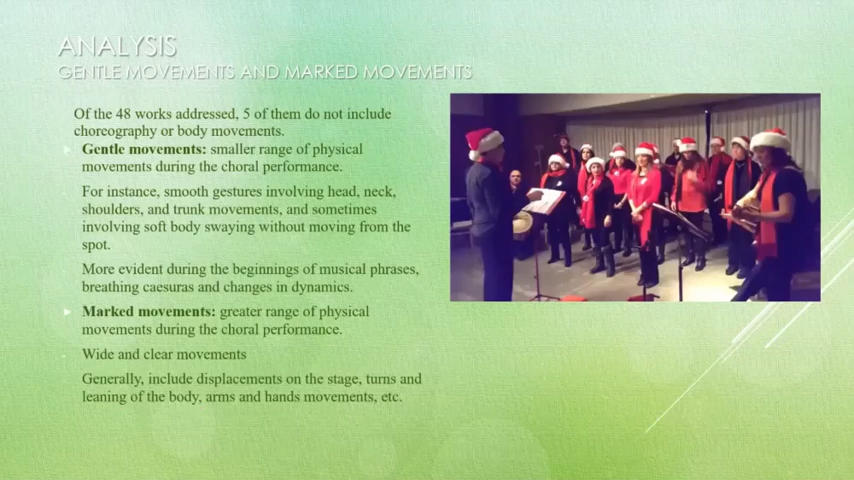 ANALYSIS
GENTLE MOVEMENTS AND MARKED MOVEMENTS
Of the 48 works addressed, 5 of them do not include
choreography or body movements.
Gentle movements: smaller range of physical
movements during the choral performance.
For instance, smooth gestures involving head, neck,
shoulders, and trunk movements, and sometimes
involving soft body swaying without moving from the
spot.
More evident during the beginnings of musical phrases,
breathing caesuras and changes in dynamics.
Marked movements: greater range of physical
movements during the choral performance.
Wide and clear movements
Generally, include displacements on the stage, turns and
leaning of the body, arms and hands movements, etc.